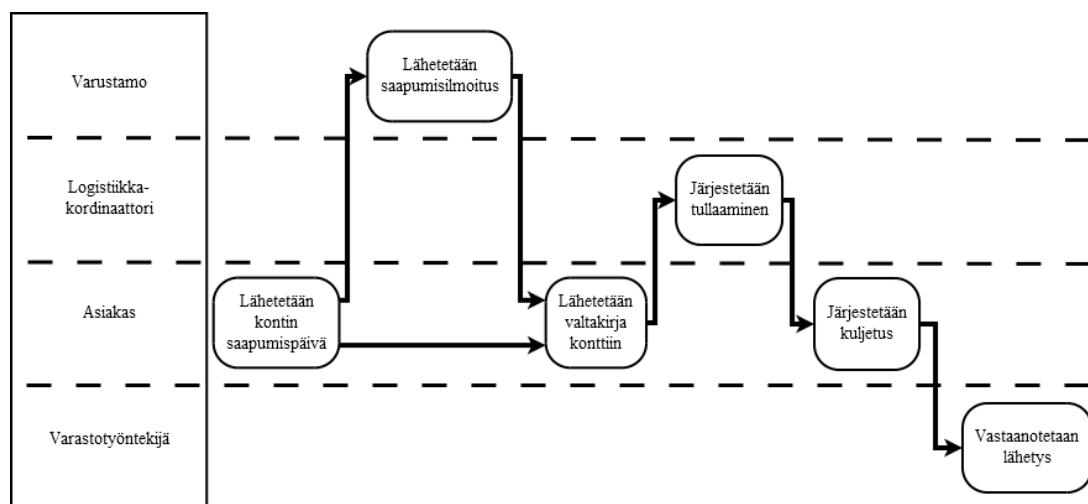 Varustamo
Lähetetään
saapumisilmoitus
Logistiikka-
kordinaattori
Järjestetään
tullaaminen
Asiakas
Lähetetään
kontin
saapumispäivä
Lähetetään
valtakirja
konttiin
Järjestetään
kuljetus
Varastotyöntekijä
Vastaanotetaan
lähetys